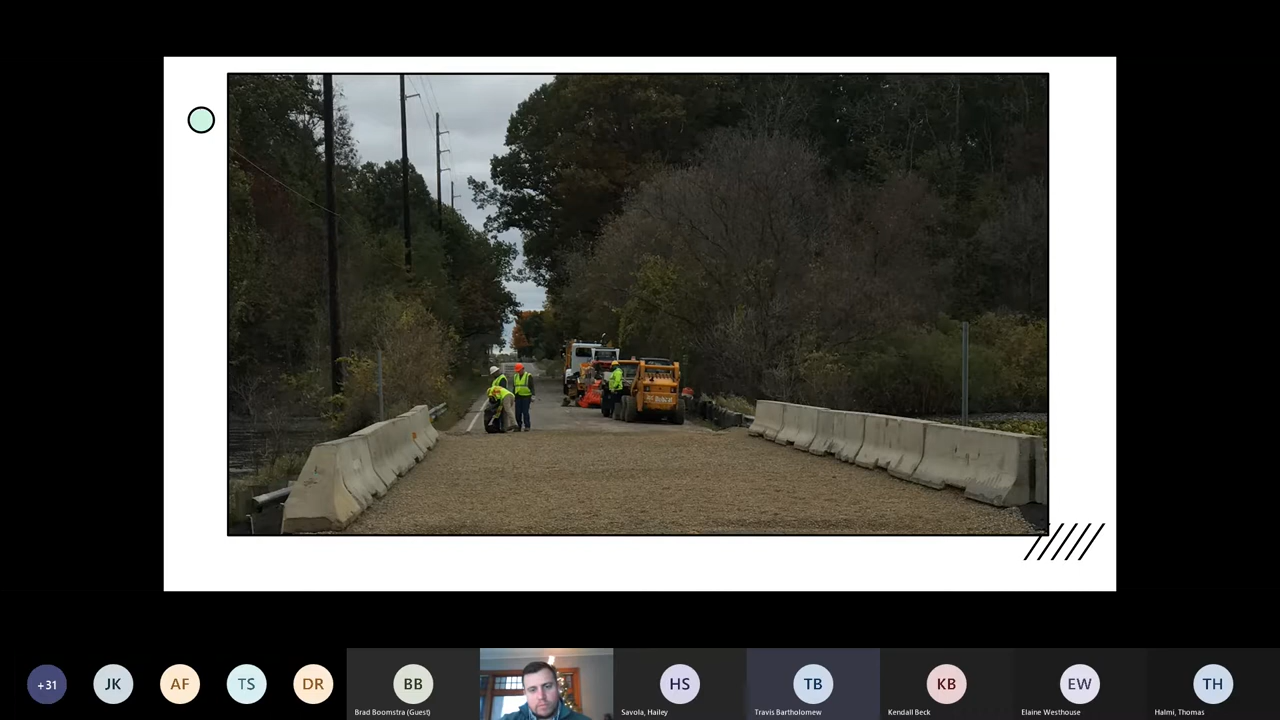 Bobcat
+31
JK
AF
TS
DR
BB
HS
TB
KB
EW
TH
Brad Boomstra (Guest)
Savola, Hailey
Travis Bartholomew
Kendall Beck
Elaine Westhouse
Halmi, Thomas